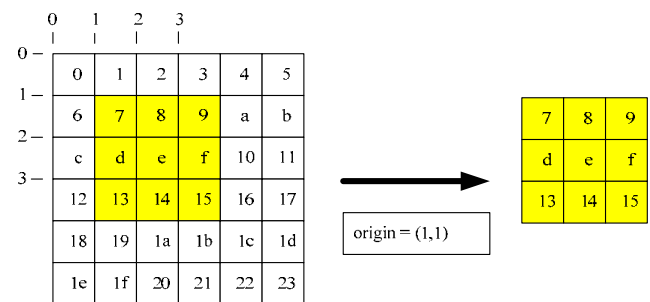 0 1 2 3
0
0 1 2 3 4 5
1
6 7 8 9 a b
7 8 9
2
c d e f 10 11
d e f
3
12 13 14 15 16 17
13 14 15
origin = (1,1)
18 19 1a 1b 1c 1d
1e 1f 20 21 22 23